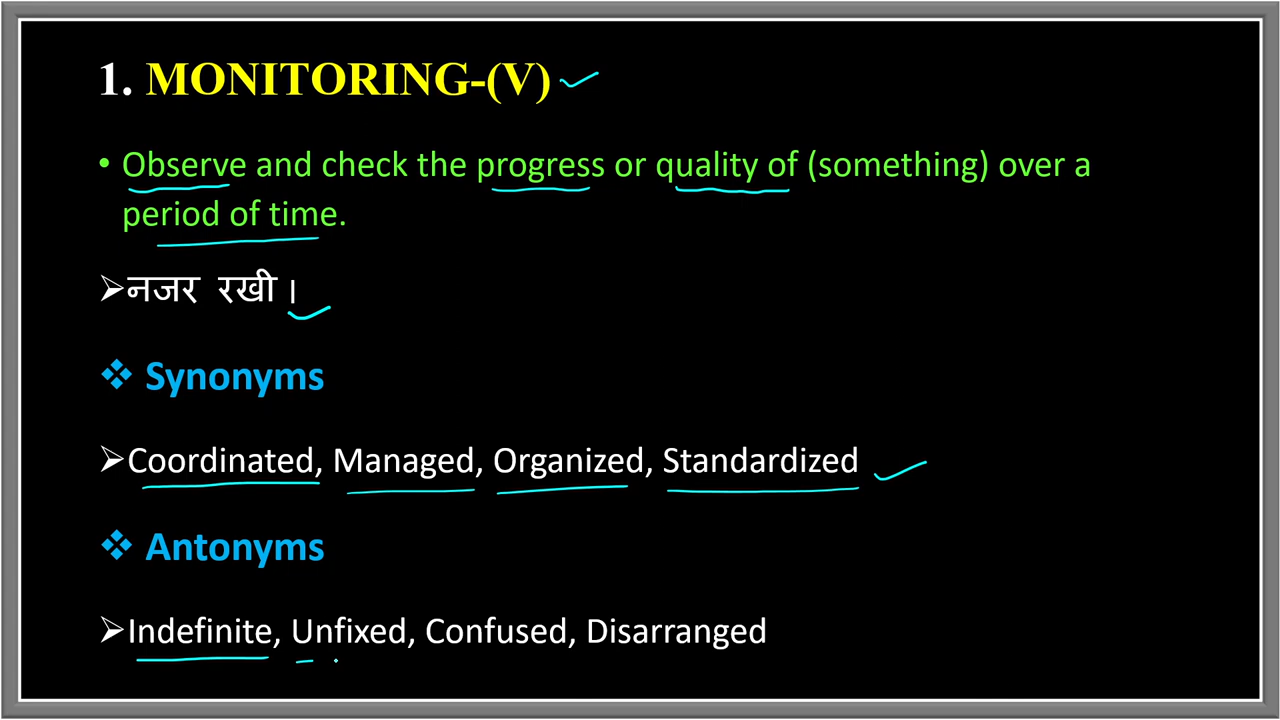 1. MONITORING-(V)
• Observe and check the progress or quality of (something) over a
period of time.
➢नजर रखी ।
❖ Synonyms
➢Coordinated, Managed, Organized, Standardized
❖ Antonyms
➢Indefinite, Unfixed, Confused, Disarranged